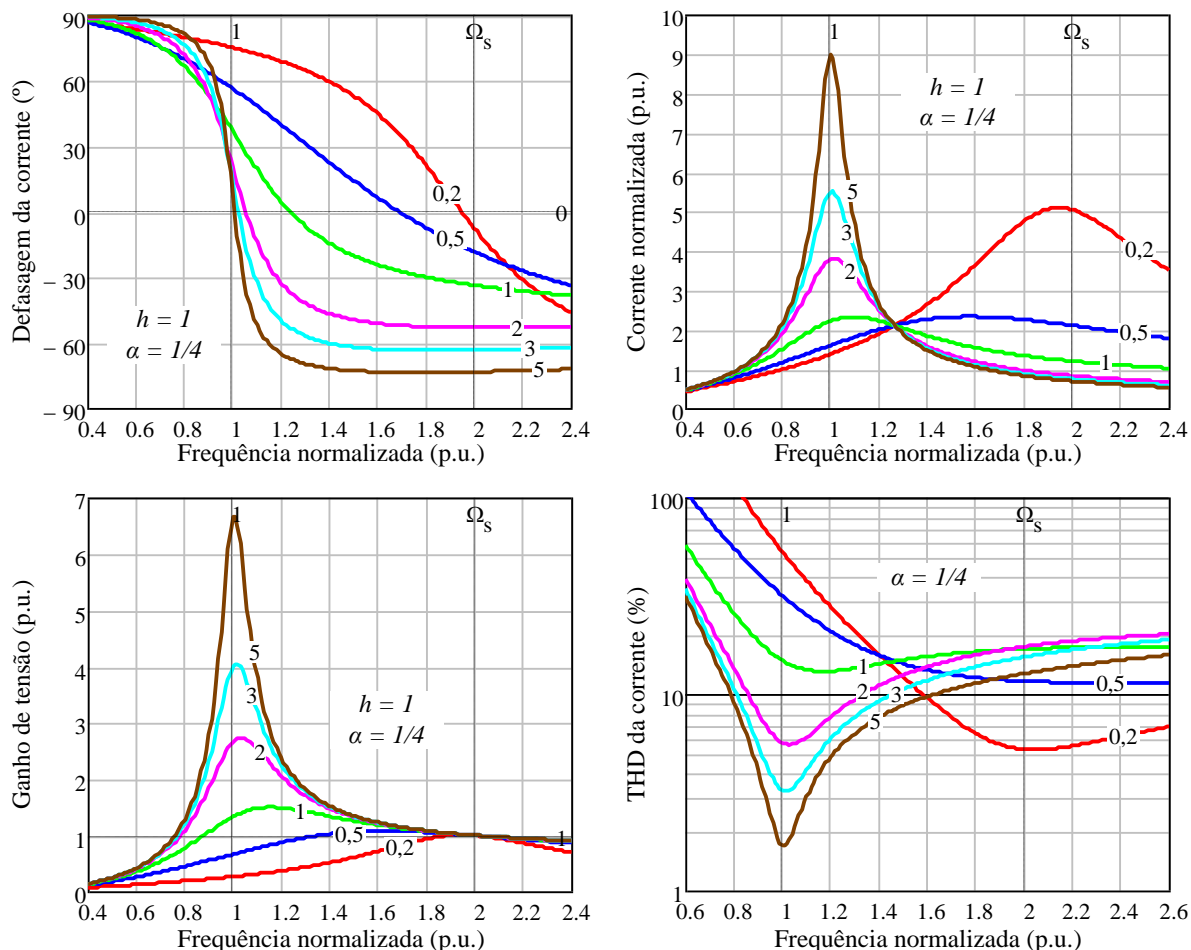 90
60
30
0
– 30
– 60
– 90
1
Ω_s
0
0,2
0,5
1
2
3
5
h = 1
α = 1/4
0.4 0.6 0.8 1 1.2 1.4 1.6 1.8 2 2.2 2.4
Frequência normalizada (p.u.)
Defasagem da corrente (º)
10
9
8
7
6
5
4
3
2
1
0
1
Ω_s
h = 1
α = 1/4
5
3
2
0,2
0,5
1
0.4 0.6 0.8 1 1.2 1.4 1.6 1.8 2 2.2 2.4
Frequência normalizada (p.u.)
Corrente normalizada (p.u.)
7
6
5
4
3
2
1
0
1
Ω_s
5
3
2
1
0,5
0,2
1
h = 1
α = 1/4
0.4 0.6 0.8 1 1.2 1.4 1.6 1.8 2 2.2 2.4
Frequência normalizada (p.u.)
Ganho de tensão (p.u.)
100
10
1
1
Ω_s
α = 1/4
1
2
3
5
0,5
0,2
0.6 0.8 1 1.2 1.4 1.6 1.8 2 2.2 2.4 2.6
Frequência normalizada (p.u.)
THD da corrente (%)